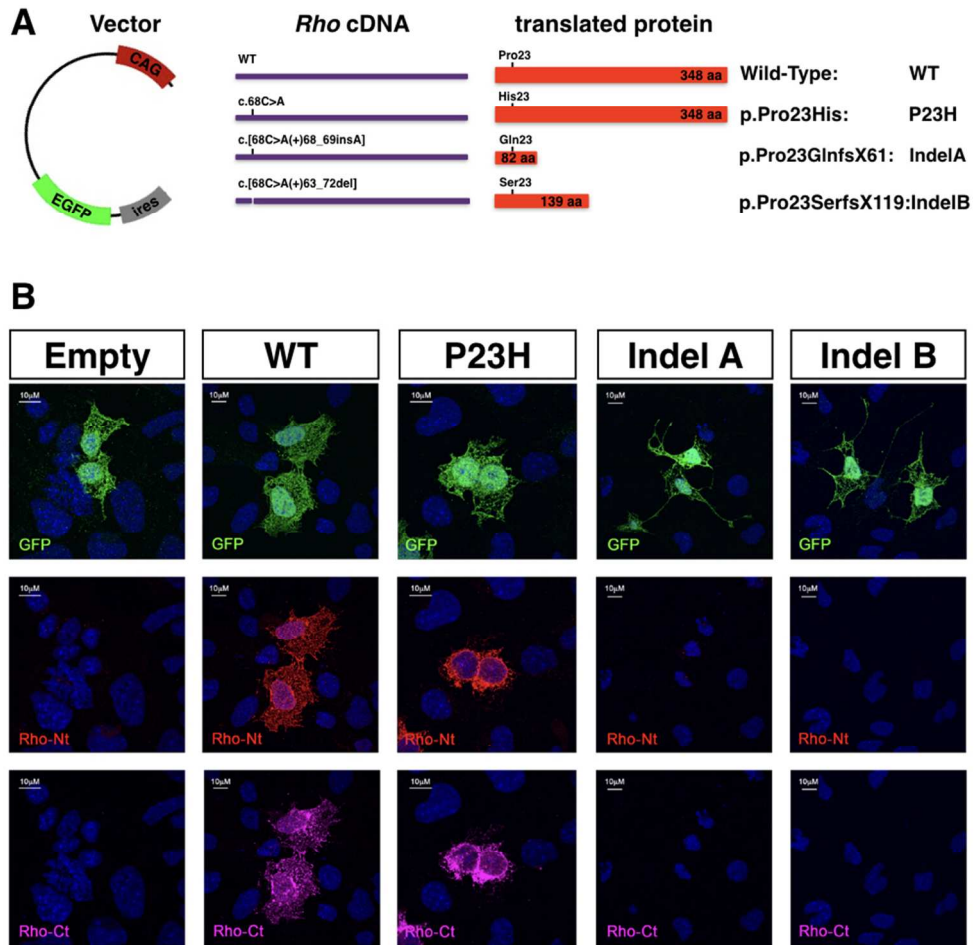 A
Vector
Rho cDNA
translated protein
CAG
EGFP
ires
WT
c.68C>A
c.[68C>A(+)68_69insA]
c.[68C>A(+)63_72del]
Pro23
348 aa
His23
348 aa
Gln23
82 aa
Ser23
139 aa
Wild-Type: WT
p.Pro23His: P23H
p.Pro23GlnfsX61: IndelA
p.Pro23SerfsX119:IndelB
B
Empty
WT
P23H
Indel A
Indel B
10µM
10µM
10µM
10µM
10µM
GFP
GFP
GFP
GFP
GFP
10µM
10µM
10µM
10µM
10µM
Rho-Nt
Rho-Nt
Rho-Nt
Rho-Nt
Rho-Nt
10µM
10µM
10µM
10µM
10µM
Rho-Ct
Rho-Ct
Rho-Ct
Rho-Ct
Rho-Ct